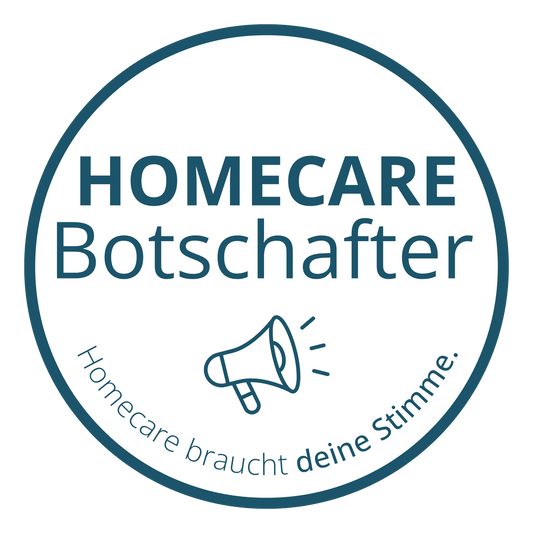 HOMECARE
Botschafter
Homecare braucht deine Stimme.